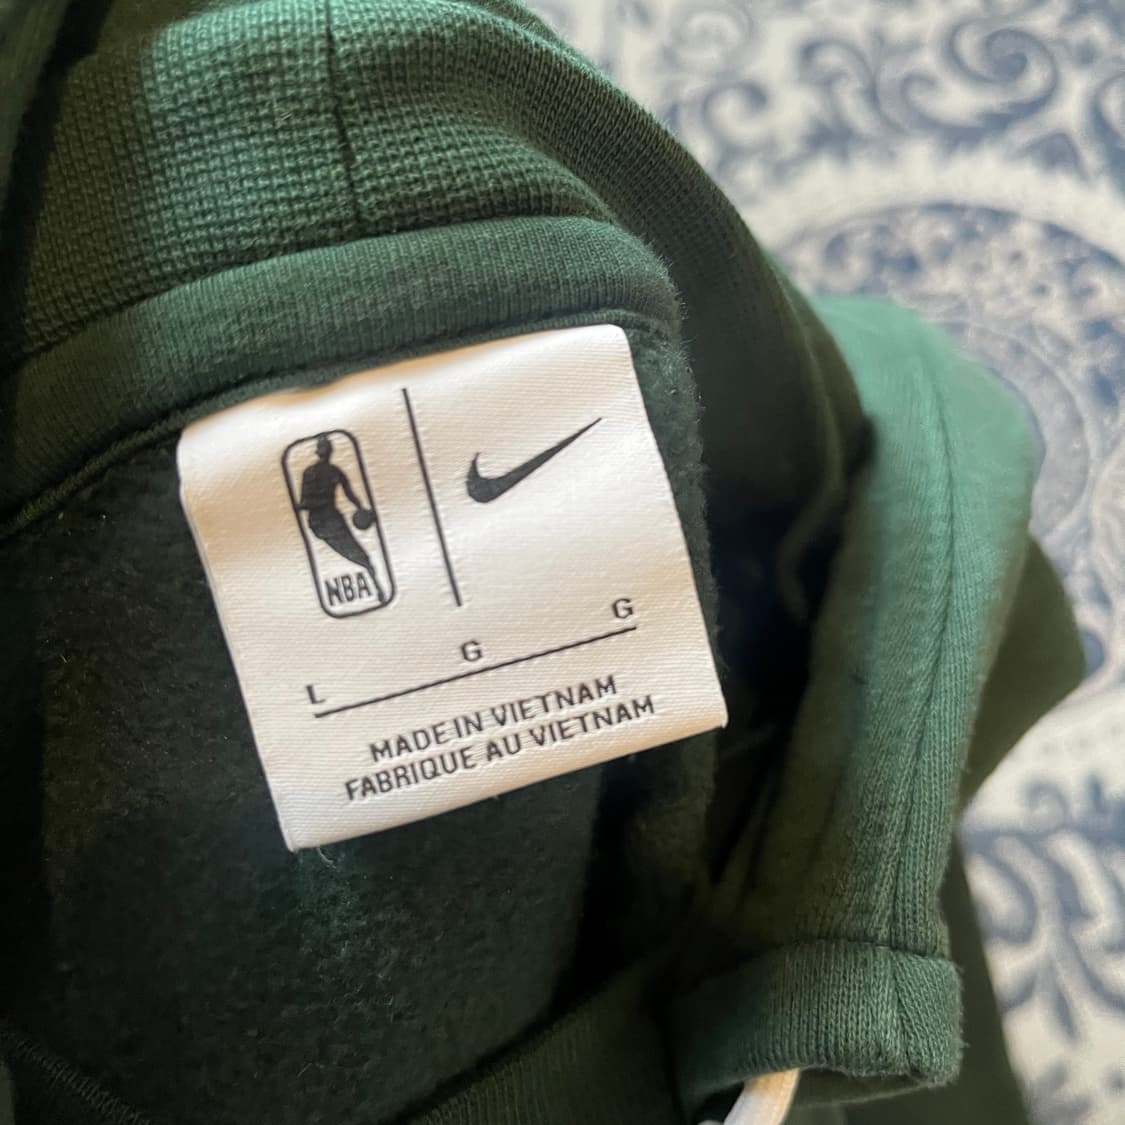 NBA
L G G
MADE IN VIETNAM
FABRIQUE AU VIETNAM